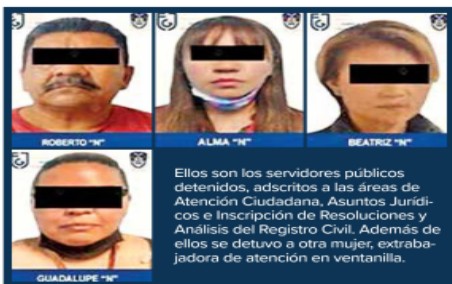 ROBERTO "N"
ALMA "N"
BEATRIZ "N"
GUADALUPE "N"
Ellos son los servidores públicos
detenidos, adscritos a las áreas de
Atención Ciudadana, Asuntos Jurídi-
cos e Inscripción de Resoluciones y
Análisis del Registro Civil. Además de
ellos se detuvo a otra mujer, extraba-
jadora de atención en ventanilla.